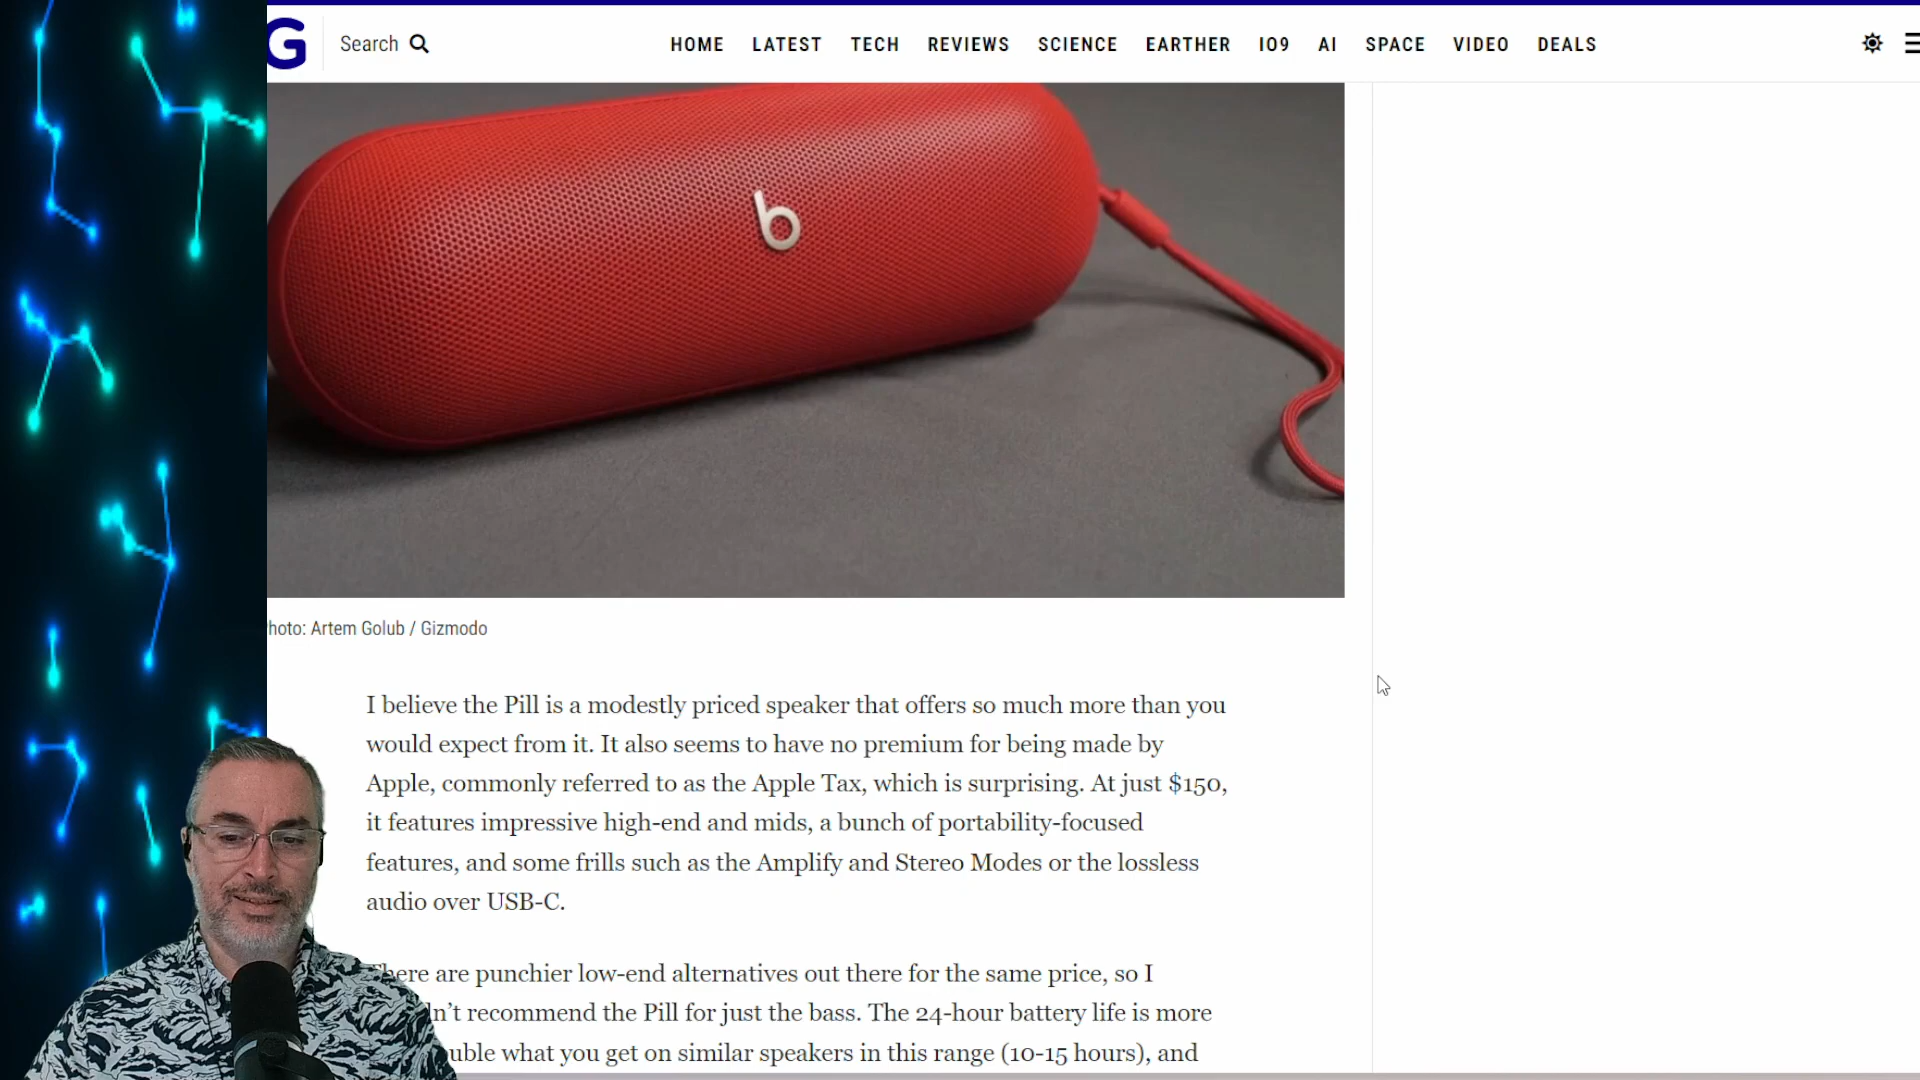 G
Search
HOME LATEST TECH REVIEWS SCIENCE EARTHER IO9 AI SPACE VIDEO DEALS
b
hoto: Artem Golub / Gizmodo
I believe the Pill is a modestly priced speaker that offers so much more than you
would expect from it. It also seems to have no premium for being made by
Apple, commonly referred to as the Apple Tax, which is surprising. At just $150,
it features impressive high-end and mids, a bunch of portability-focused
features, and some frills such as the Amplify and Stereo Modes or the lossless
audio over USB-C.
There are punchier low-end alternatives out there for the same price, so I
n't recommend the Pill for just the bass. The 24-hour battery life is more
uble what you get on similar speakers in this range (10-15 hours), and